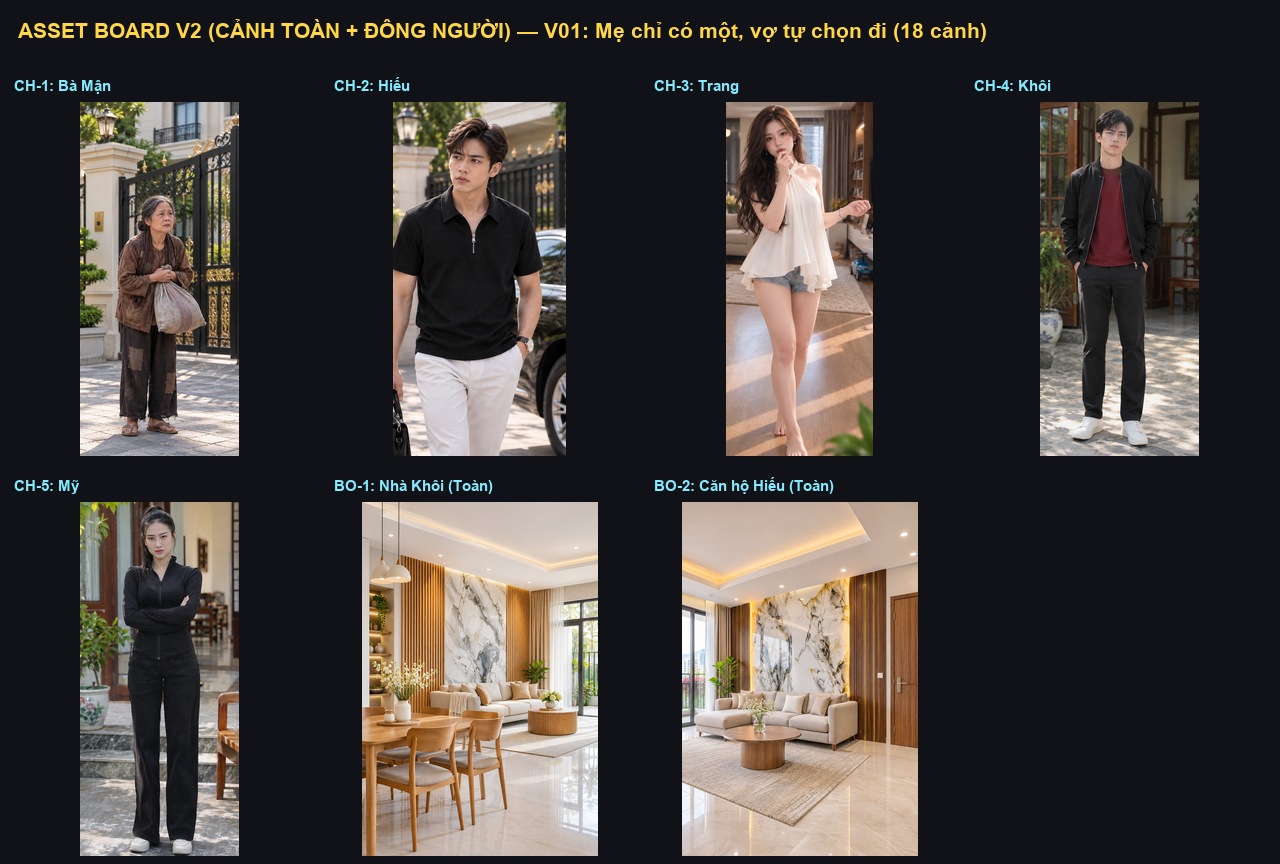 ASSET BOARD V2 (CẢNH TOÀN + ĐÔNG NGƯỜI) — V01: Mẹ chỉ có một, vợ tự chọn đi (18 cảnh)
CH-1: Bà Mận
CH-2: Hiếu
CH-3: Trang
CH-4: Khôi
CH-5: Mỹ
BO-1: Nhà Khôi (Toàn)
BO-2: Căn hộ Hiếu (Toàn)